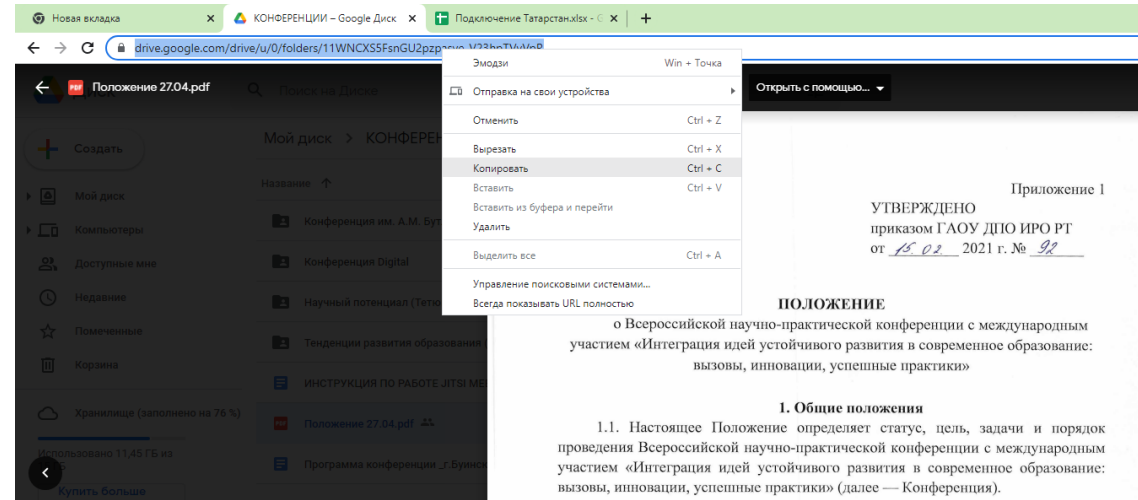 Новая вкладка
КОНФЕРЕНЦИИ – Google Диск
Подключение Татарстан.xlsx - G
drive.google.com/drive/u/0/folders/11WNCXS5FsnGU2pzp
PDF Положение 27.04.pdf
Поиск на Диске
Открыть с помощью...
Создать
Мой диск
Компьютеры
Доступные мне
Недавние
Помеченные
Корзина
Хранилище (заполнено на 76 %)
Использовано 11,45 ГБ из
Купить больше
Мой диск > КОНФЕРЕН
Название
Конференция им. А.М. Бут
Конференция Digital
Научный потенциал (Тетю
Тенденции развития образования (
ИНСТРУКЦИЯ ПО РАБОТЕ JITSI ME
PDF Положение 27.04.pdf
Программа конференции _г.Буинск
Эмодзи Win + Точка
Отправка на свои устройства
Отменить Ctrl + Z
Вырезать Ctrl + X
Копировать Ctrl + C
Вставить Ctrl + V
Вставить из буфера и перейти
Удалить
Выделить все Ctrl + A
Управление поисковыми системами...
Всегда показывать URL полностью
Приложение 1
УТВЕРЖДЕНО
приказом ГАОУ ДПО ИРО РТ
от 15.02. 2021 г. № 92
ПОЛОЖЕНИЕ
о Всероссийской научно-практической конференции с международным
участием «Интеграция идей устойчивого развития в современное образование:
вызовы, инновации, успешные практики»
1. Общие положения
1.1. Настоящее Положение определяет статус, цель, задачи и порядок
проведения Всероссийской научно-практической конференции с международным
участием «Интеграция идей устойчивого развития в современное образование:
вызовы, инновации, успешные практики» (далее — Конференция).